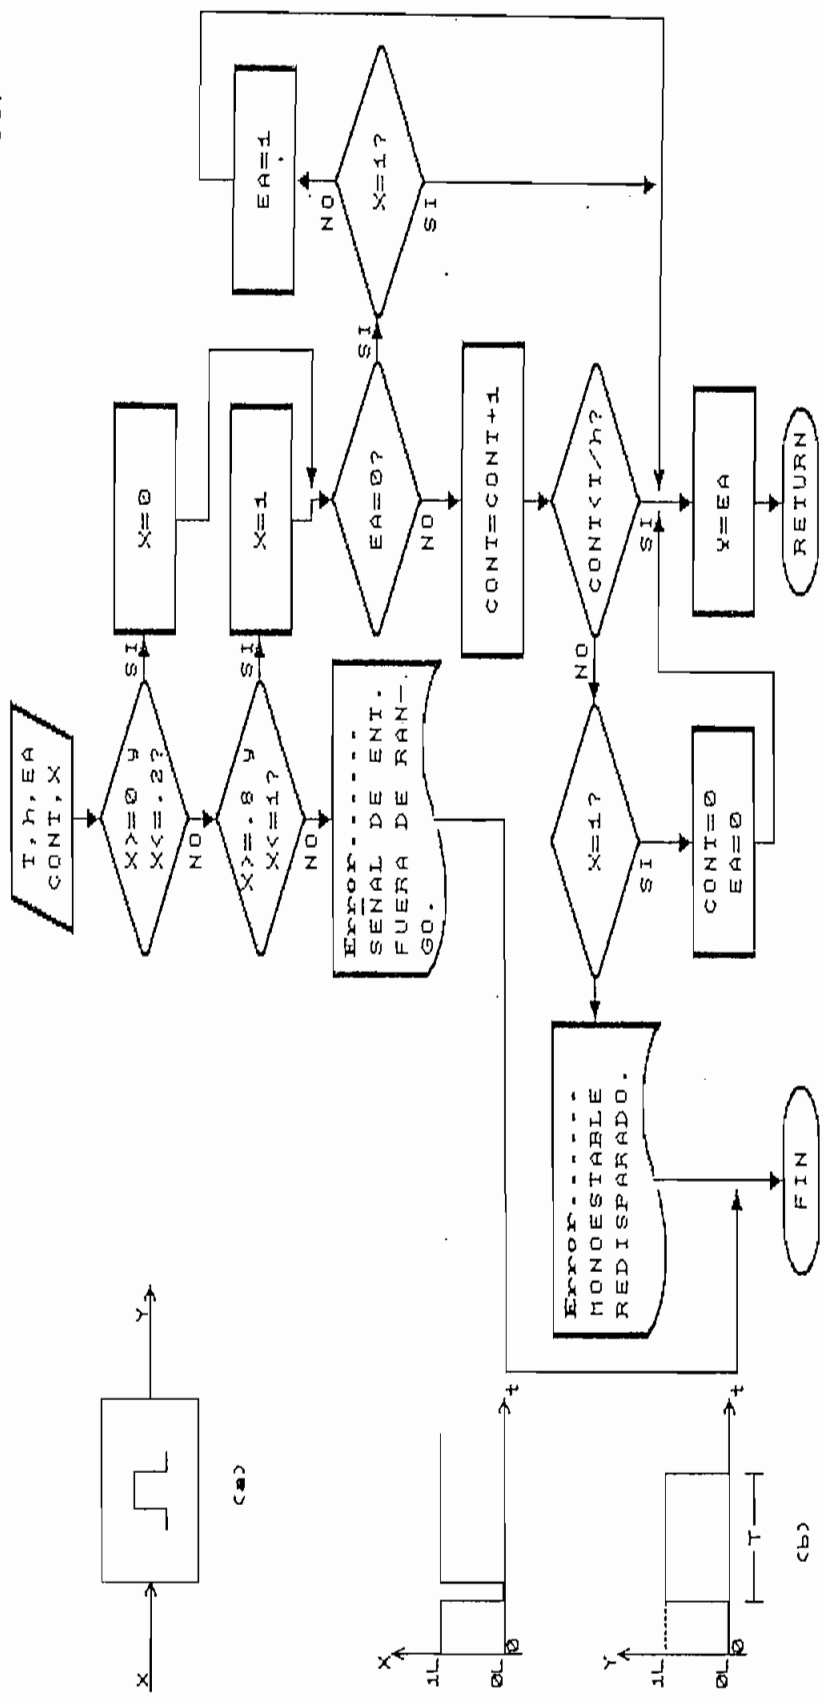 T,h,EA
CONT,X
X>=0 y
X<=.2?
SI
NO
X=0
X>=.8 y
X<=1?
SI
NO
X=1
Error------
SEÑAL DE ENT.
FUERA DE RAN-
GO.
EA=0?
SI
NO
X=1?
NO
SI
EA=1
CONT=CONT+1
CONT<T/h?
NO
SI
X=1?
SI
CONT=0
EA=0
Error------
MONOESTABLE
REDISPARADO.
Y=EA
RETURN
FIN
X
Y
(a)
X
1L
0L
0
t
Y
1L
0L
0
t
T
(b)